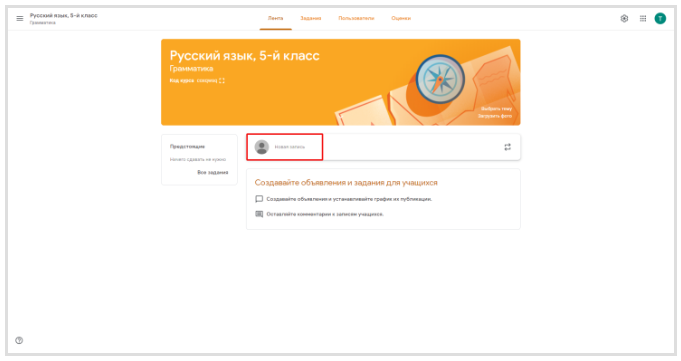 Русский язык, 5-й класс
Грамматика
Лента Задания Пользователи Оценки
Т
Русский язык, 5-й класс
Грамматика
Код курса
Выбрать тему
Загрузить фото
Предстоящие
Ничего сдавать не нужно
Все задания
Новая запись
Создавайте объявления и задания для учащихся
Создавайте объявления и устанавливайте график их публикации.
Оставляйте комментарии к записям учащихся.